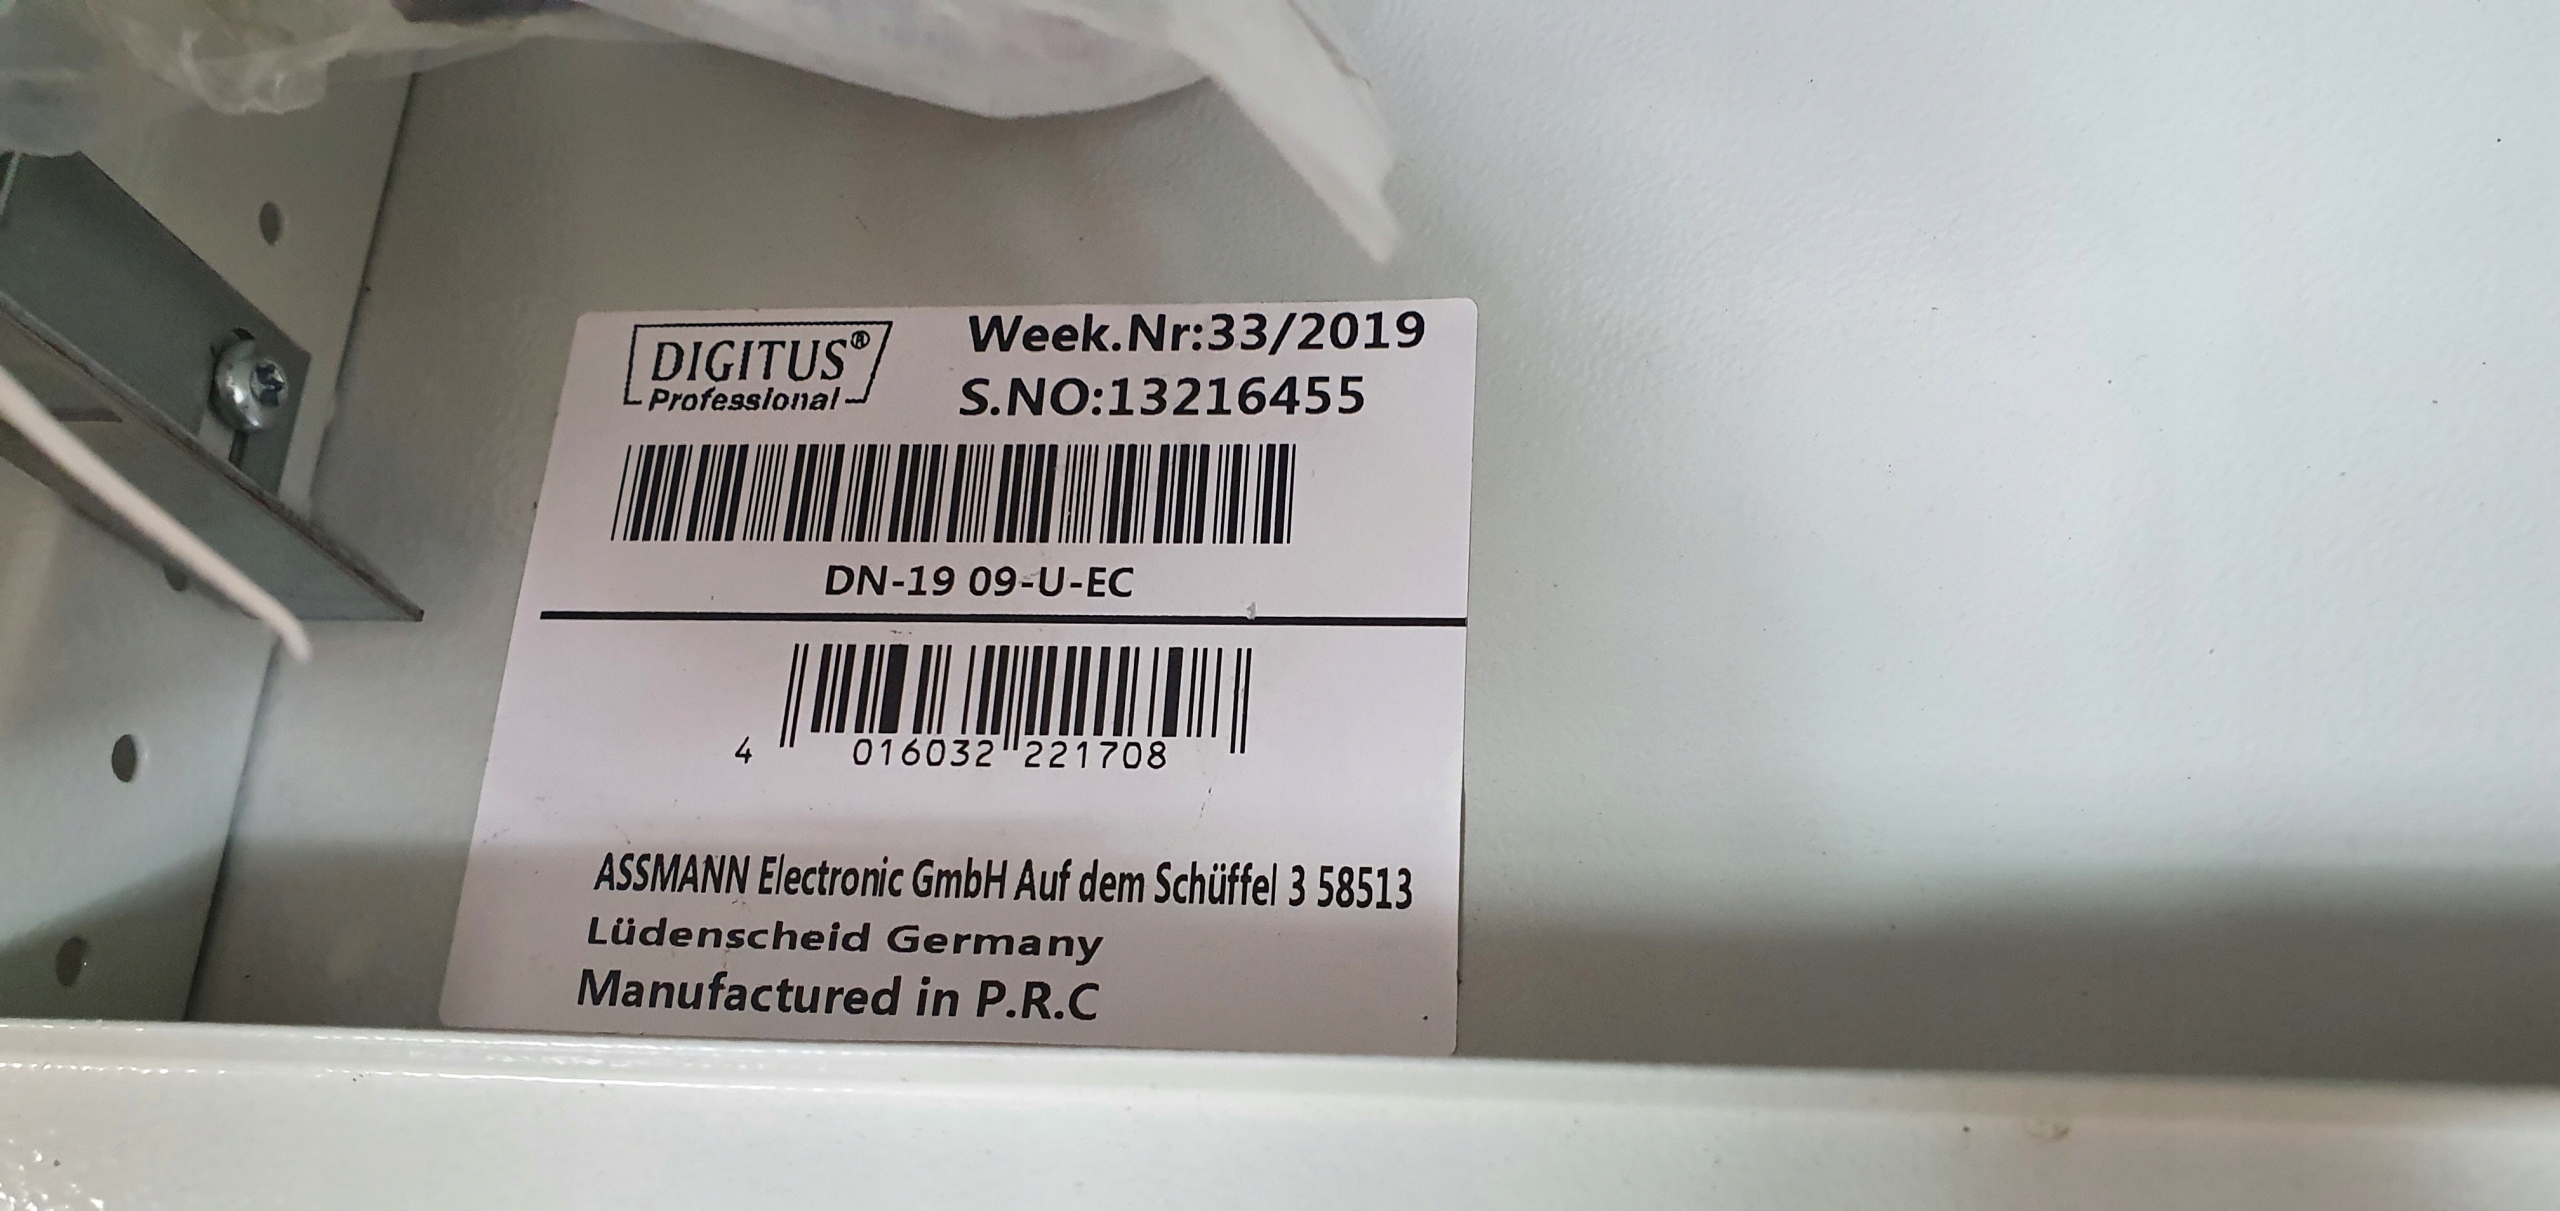 DIGITUS®
Professional
Week.Nr:33/2019
S.NO:13216455
DN-19 09-U-EC
4 016032 221708
ASSMANN Electronic GmbH Auf dem Schüffel 3 58513
Lüdenscheid Germany
Manufactured in P.R.C